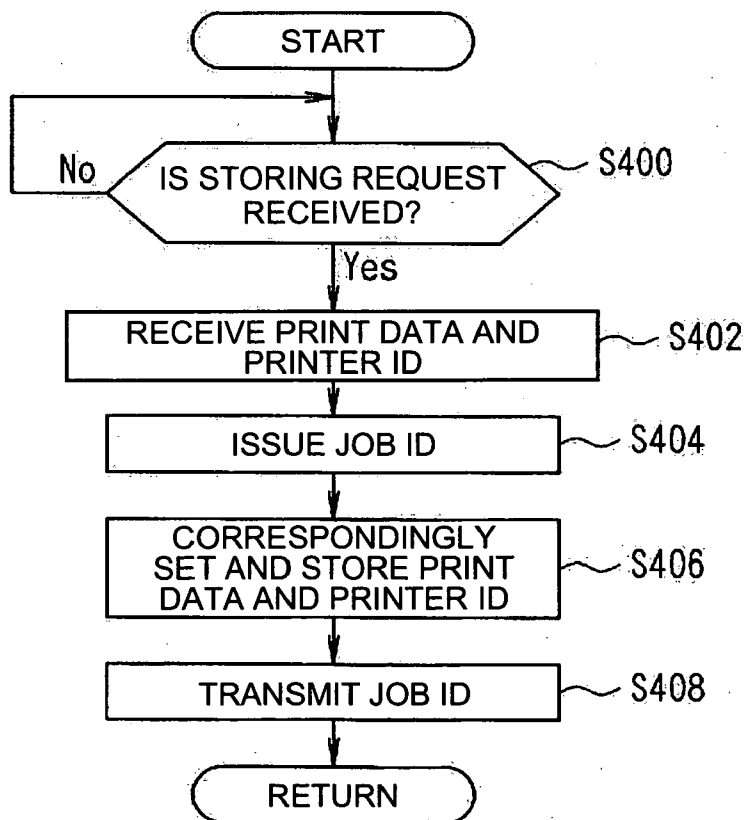 START
No
IS STORING REQUEST
RECEIVED?
S400
Yes
RECEIVE PRINT DATA AND
PRINTER ID
S402
ISSUE JOB ID
S404
CORRESPONDINGLY
SET AND STORE PRINT
DATA AND PRINTER ID
S406
TRANSMIT JOB ID
S408
RETURN